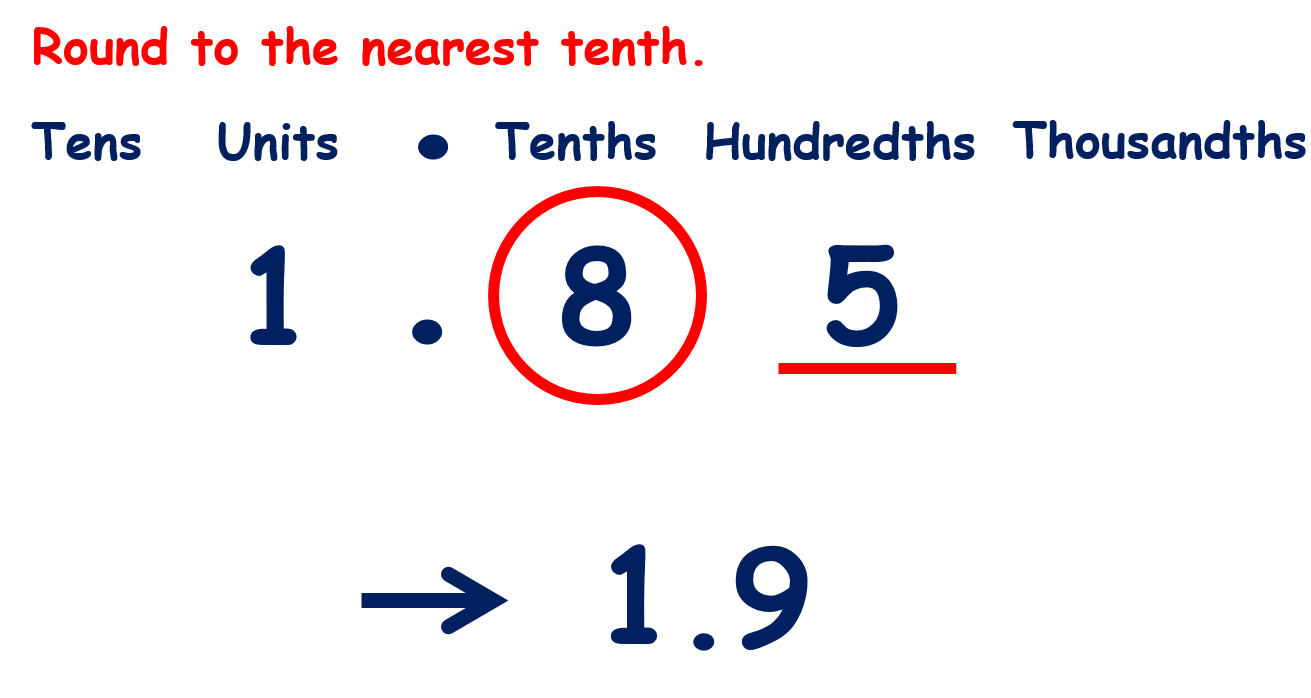 Round to the nearest tenth.
Tens Units • Tenths Hundredths Thousandths
1 . 8 5
→ 1.9